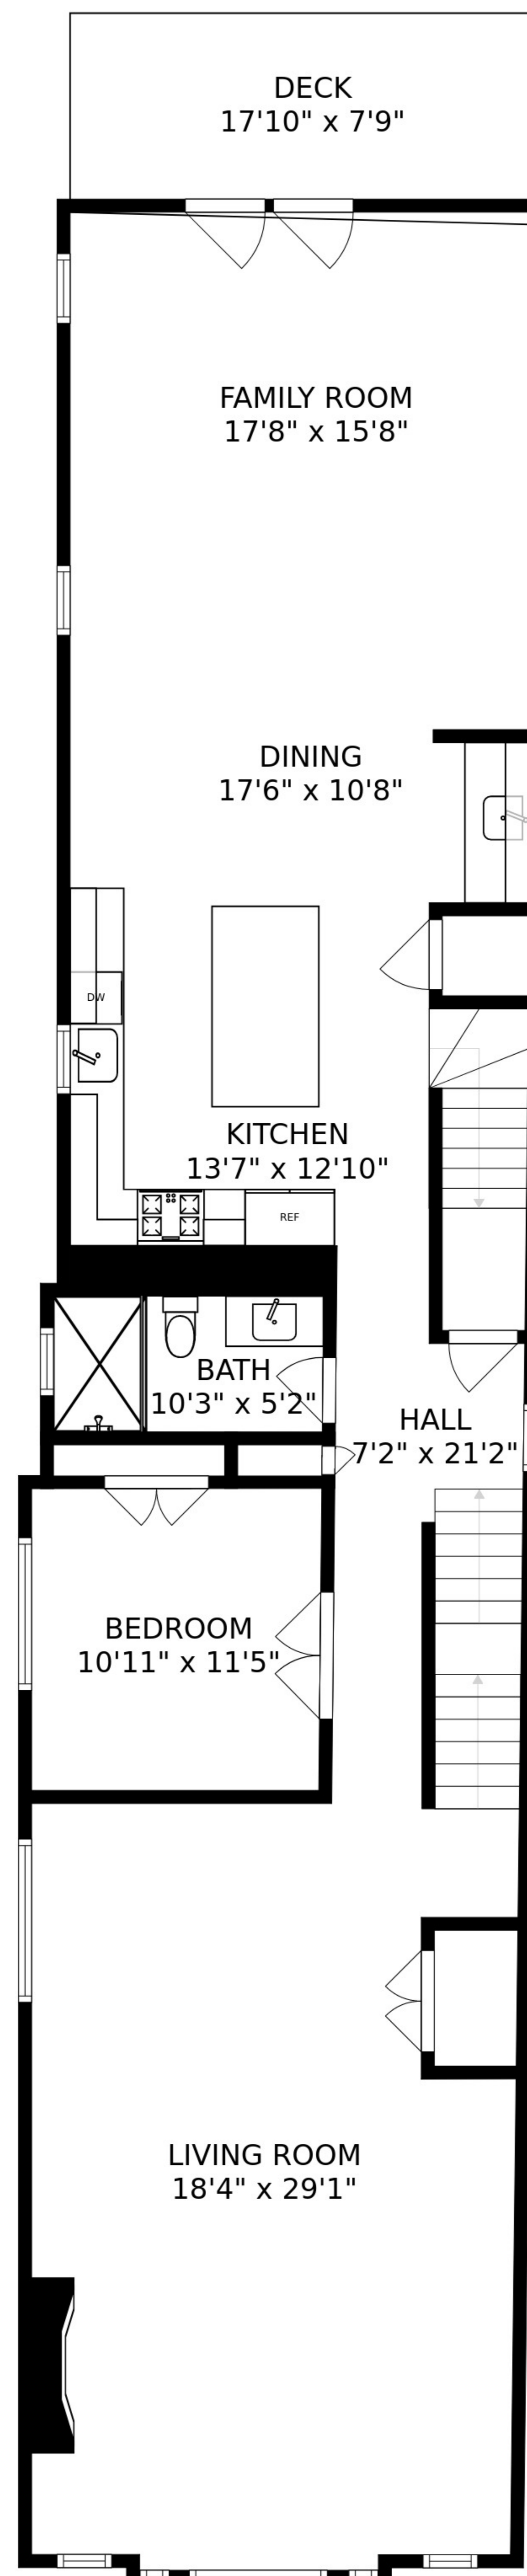 DECK
17'10" x 7'9"
FAMILY ROOM
17'8" x 15'8"
DINING
17'6" x 10'8"
DW
KITCHEN
13'7" x 12'10"
REF
BATH
10'3" x 5'2"
HALL
7'2" x 21'2"
BEDROOM
10'11" x 11'5"
LIVING ROOM
18'4" x 29'1"